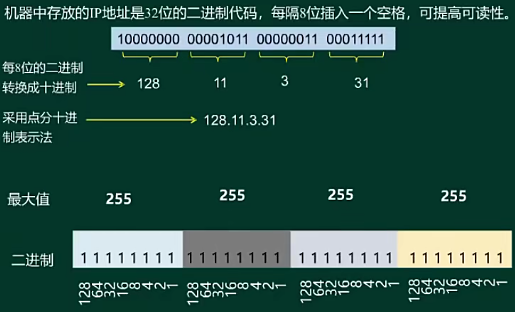 机器中存放的IP地址是32位的二进制代码，每隔8位插入一个空格，可提高可读性。
10000000 00001011 00000011 00011111
每8位的二进制
转换成十进制
128 11 3 31
采用点分十进
制表示法
128.11.3.31
最大值 255 255 255 255
二进制 1 1 1 1 1 1 1 1 1 1 1 1 1 1 1 1 1 1 1 1 1 1 1 1 1 1 1 1 1 1 1 1
128 64 32 16 8 4 2 1 128 64 32 16 8 4 2 1 128 64 32 16 8 4 2 1 128 64 32 16 8 4 2 1